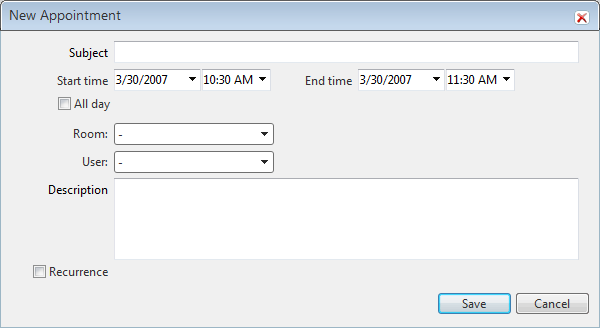 New Appointment
Subject
Start time 3/30/2007 10:30 AM End time 3/30/2007 11:30 AM
All day
Room: -
User: -
Description
Recurrence
Save Cancel